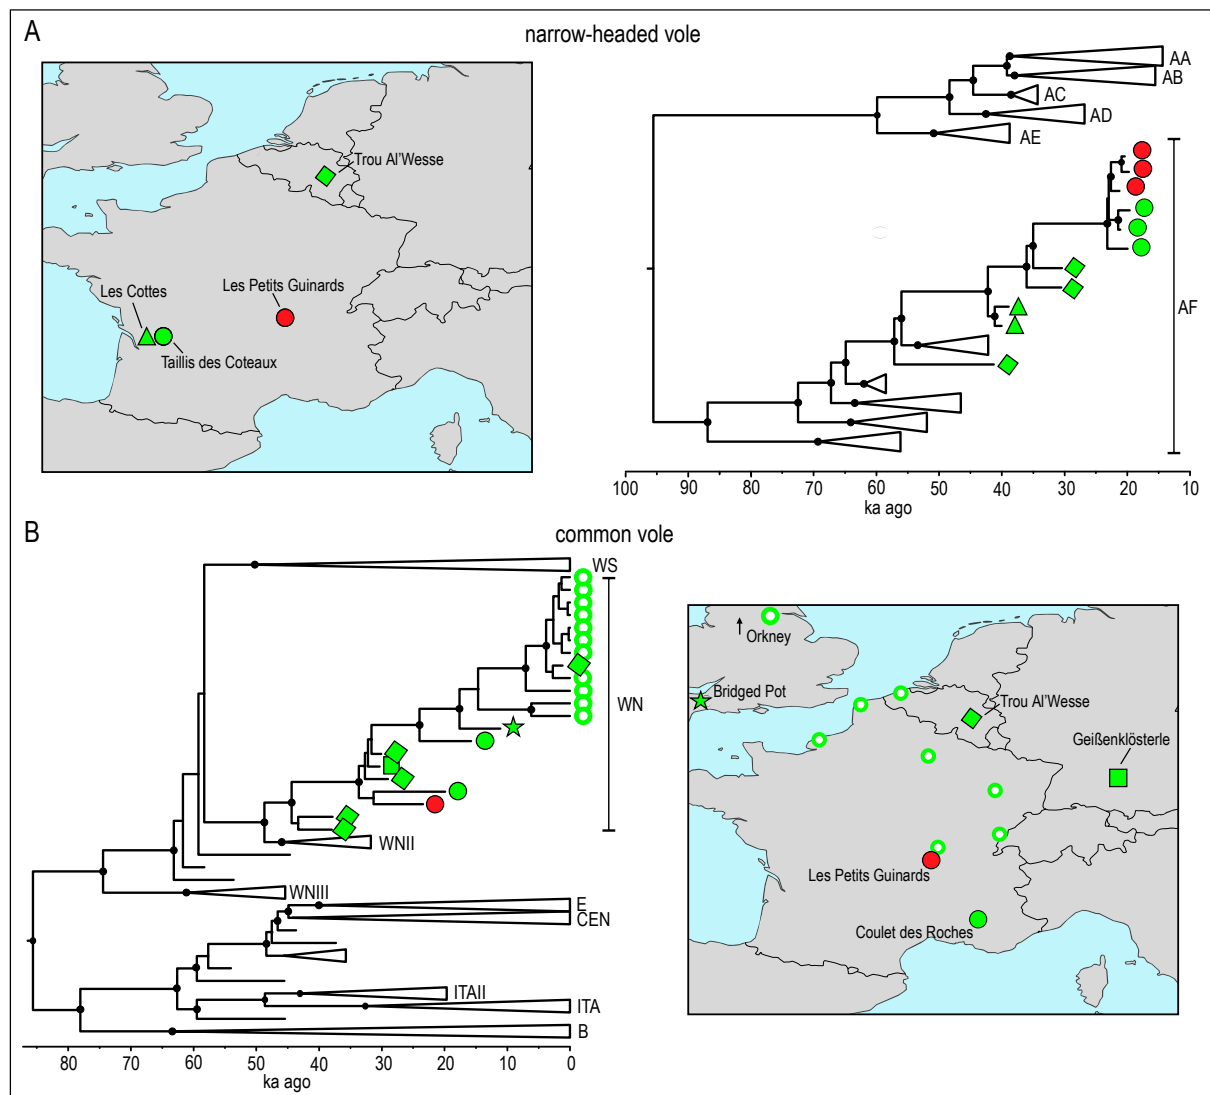 A
narrow-headed vole
Trou Al'Wesse
Les Cottes
Les Petits Guinards
Taillis des Coteaux
AA
AB
AC
AD
AE
AF
100 90 80 70 60 50 40 30 20 10
ka ago
B
common vole
WS
WN
WNII
WNIII
E
CEN
ITAII
ITA
B
80 70 60 50 40 30 20 10 0
ka ago
Orkney
Bridged Pot
Trou Al'Wesse
Geißenklösterle
Les Petits Guinards
Coulet des Roches